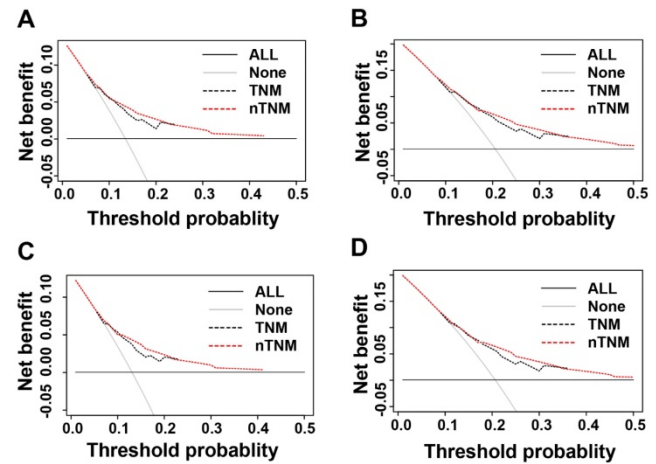 A
Net benefit
-0.05 0.00 0.05 0.10
ALL
None
TNM
nTNM
0.0 0.1 0.2 0.3 0.4 0.5
Threshold probablity
B
Net benefit
-0.05 0.05 0.15
ALL
None
TNM
nTNM
0.0 0.1 0.2 0.3 0.4 0.5
Threshold probablity
C
Net benefit
-0.05 0.00 0.05 0.10
ALL
None
TNM
nTNM
0.0 0.1 0.2 0.3 0.4 0.5
Threshold probablity
D
Net benefit
-0.05 0.05 0.15
ALL
None
TNM
nTNM
0.0 0.1 0.2 0.3 0.4 0.5
Threshold probablity